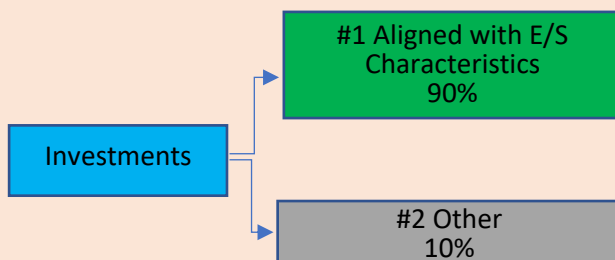 #1 Aligned with E/S
Characteristics
90%
Investments
#2 Other
10%